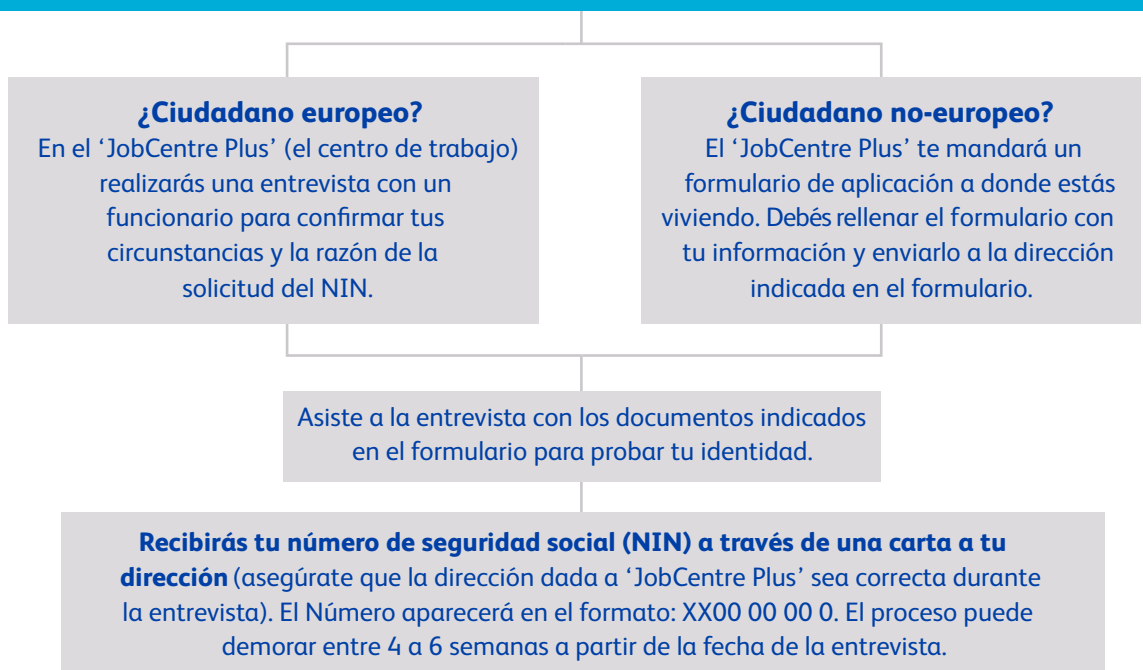 ¿Ciudadano europeo?
En el ‘JobCentre Plus’ (el centro de trabajo)
realizarás una entrevista con un
funcionario para confirmar tus
circunstancias y la razón de la
solicitud del NIN.
¿Ciudadano no-europeo?
El ‘JobCentre Plus’ te mandará un
formulario de aplicación a donde estás
viviendo. Debés rellenar el formulario con
tu información y enviarlo a la dirección
indicada en el formulario.
Asiste a la entrevista con los documentos indicados
en el formulario para probar tu identidad.
Recibirás tu número de seguridad social (NIN) a través de una carta a tu
dirección (asegúrate que la dirección dada a ‘JobCentre Plus’ sea correcta durante
la entrevista). El Número aparecerá en el formato: XX00 00 00 0. El proceso puede
demorar entre 4 a 6 semanas a partir de la fecha de la entrevista.